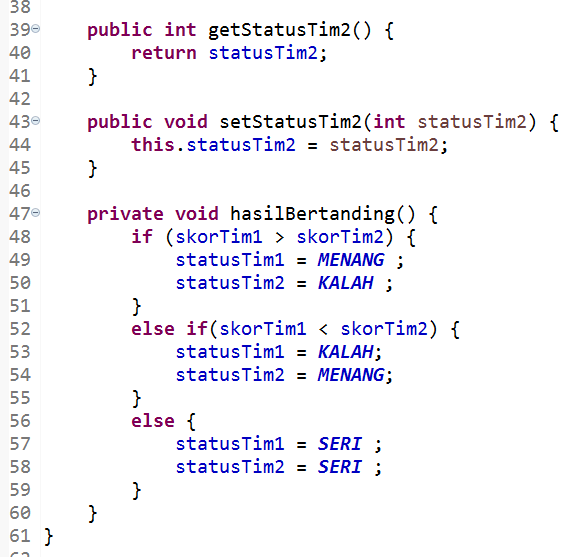 38
39 public int getStatusTim2() {
40 return statusTim2;
41 }
42
43 public void setStatusTim2(int statusTim2) {
44 this.statusTim2 = statusTim2;
45 }
46
47 private void hasilBertanding() {
48 if (skorTim1 > skorTim2) {
49 statusTim1 = MENANG ;
50 statusTim2 = KALAH ;
51 }
52 else if(skorTim1 < skorTim2) {
53 statusTim1 = KALAH;
54 statusTim2 = MENANG;
55 }
56 else {
57 statusTim1 = SERI ;
58 statusTim2 = SERI ;
59 }
60 }
61 }